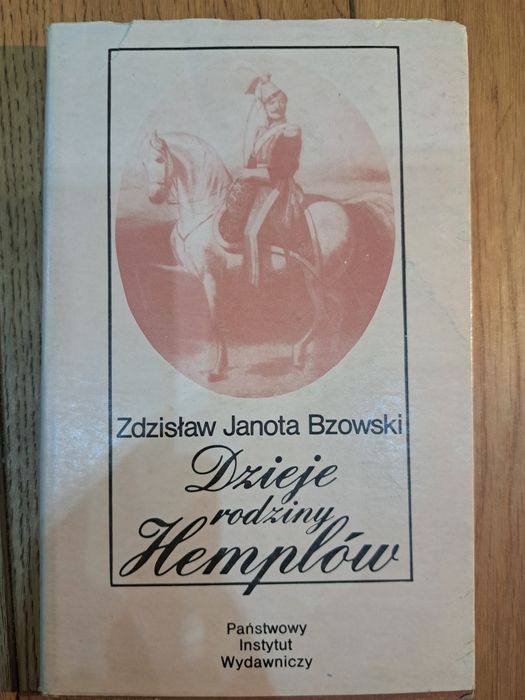 Zdzisław Janota Bzowski
Dzieje
rodziny
Hemplów
Państwowy
Instytut
Wydawniczy